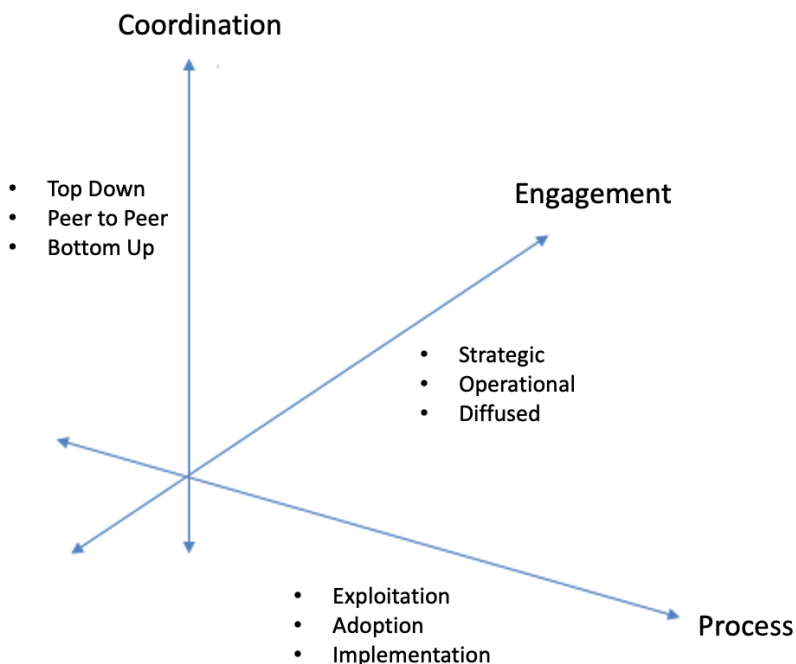 Coordination
• Top Down
• Peer to Peer
• Bottom Up
Engagement
• Strategic
• Operational
• Diffused
• Exploitation
• Adoption
• Implementation
Process